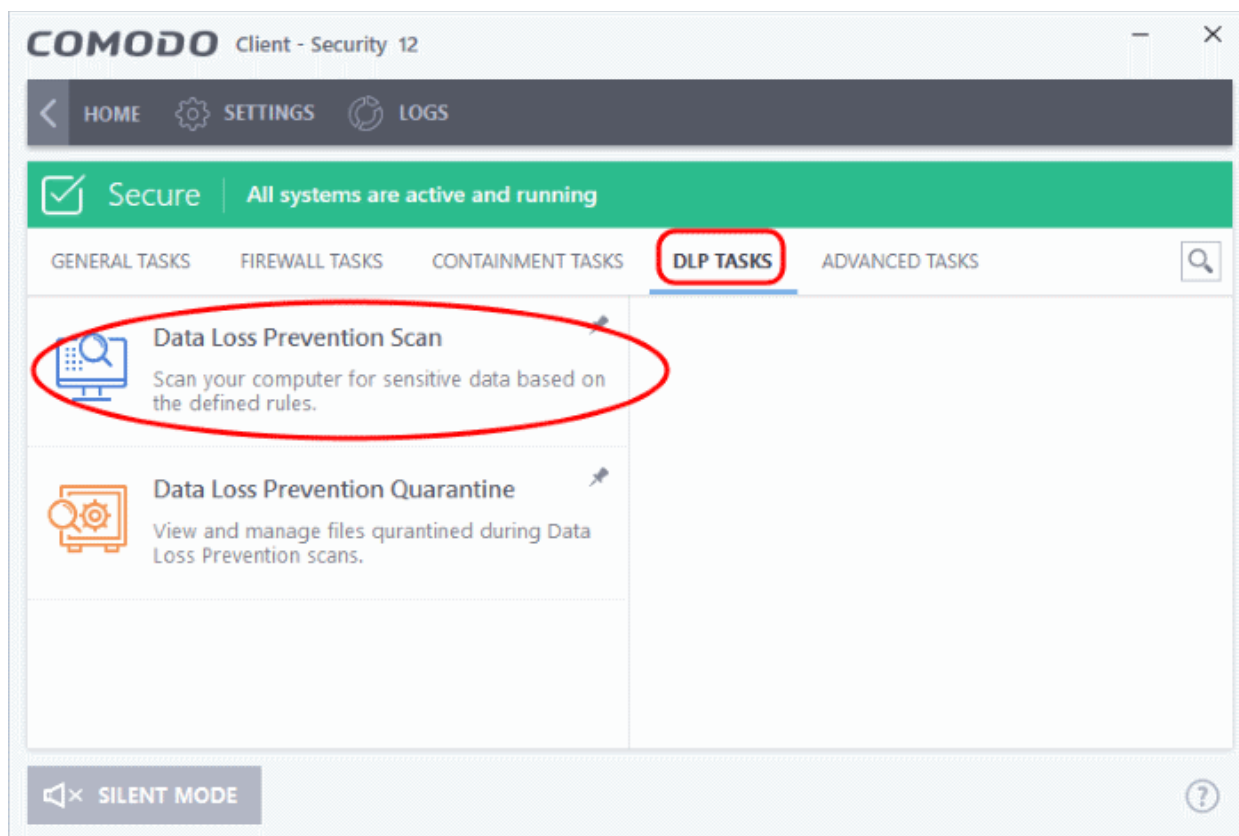 COMODO Client - Security 12
HOME SETTINGS LOGS
Secure All systems are active and running
GENERAL TASKS FIREWALL TASKS CONTAINMENT TASKS DLP TASKS ADVANCED TASKS
Data Loss Prevention Scan
Scan your computer for sensitive data based on
the defined rules.
Data Loss Prevention Quarantine
View and manage files qurantined during Data
Loss Prevention scans.
SILENT MODE
?